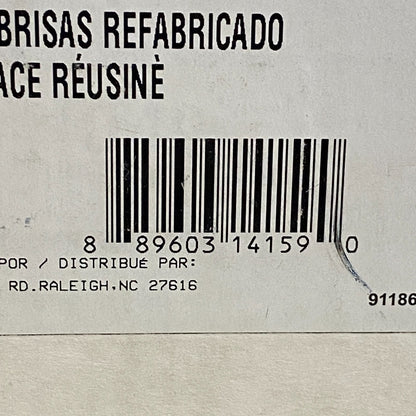 BRISAS REFABRICADO
ACE RÉUSINÈ
8 89603 14159 0
POR / DISTRIBUÉ PAR:
RD.RALEIGH,NC 27616
91186